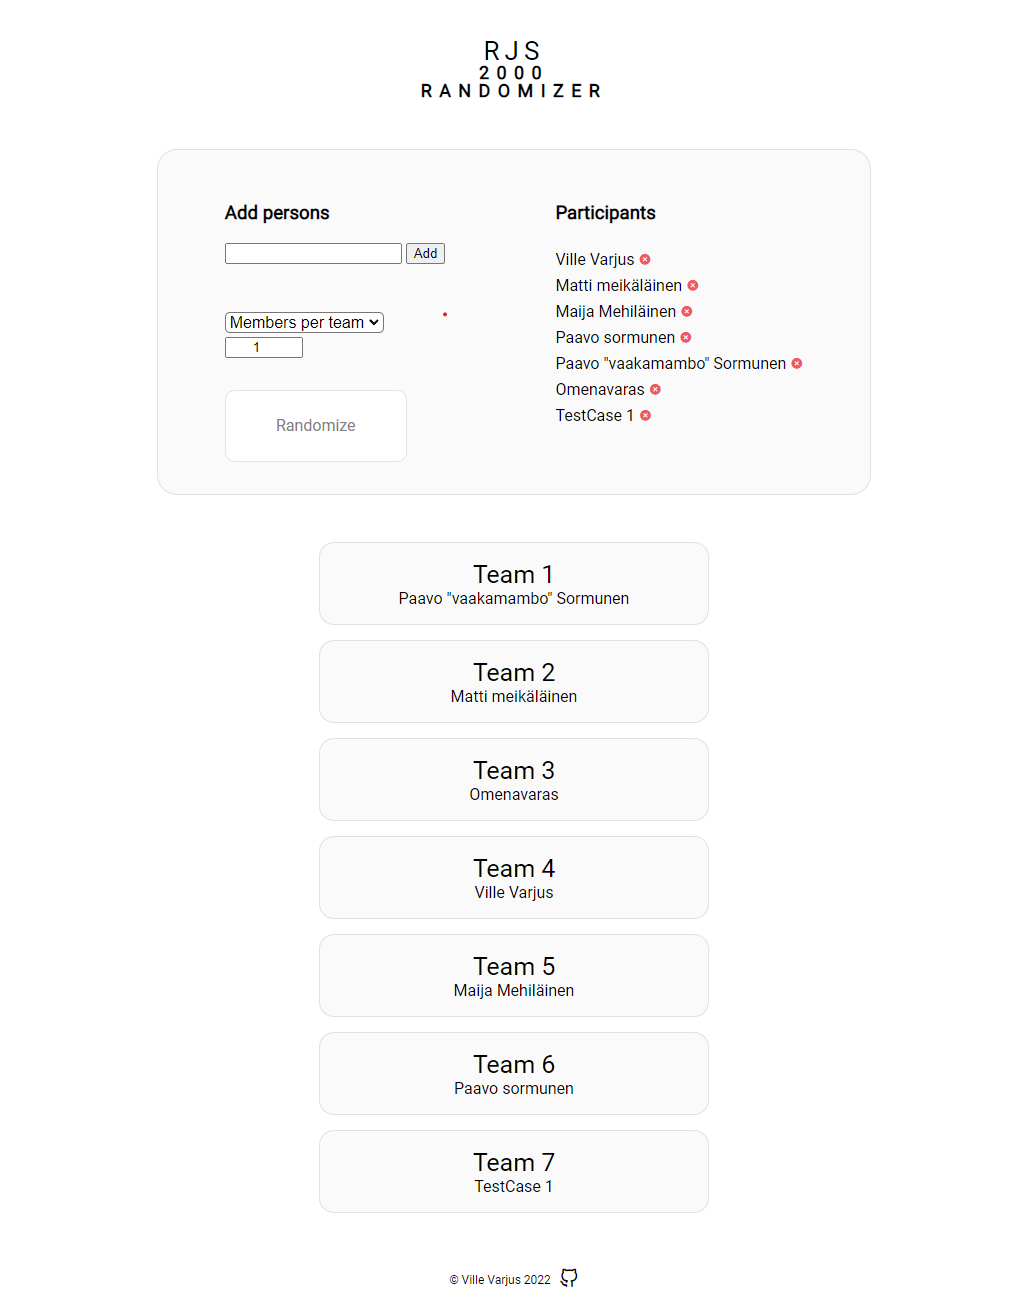 RJS
2000
RANDOMIZER
Add persons
Add
Members per team
1
Randomize
Participants
Ville Varjus
Matti meikäläinen
Maija Mehiläinen
Paavo sormunen
Paavo "vaakamambo" Sormunen
Omenavaras
TestCase 1
Team 1
Paavo "vaakamambo" Sormunen
Team 2
Matti meikäläinen
Team 3
Omenavaras
Team 4
Ville Varjus
Team 5
Maija Mehiläinen
Team 6
Paavo sormunen
Team 7
TestCase 1
© Ville Varjus 2022